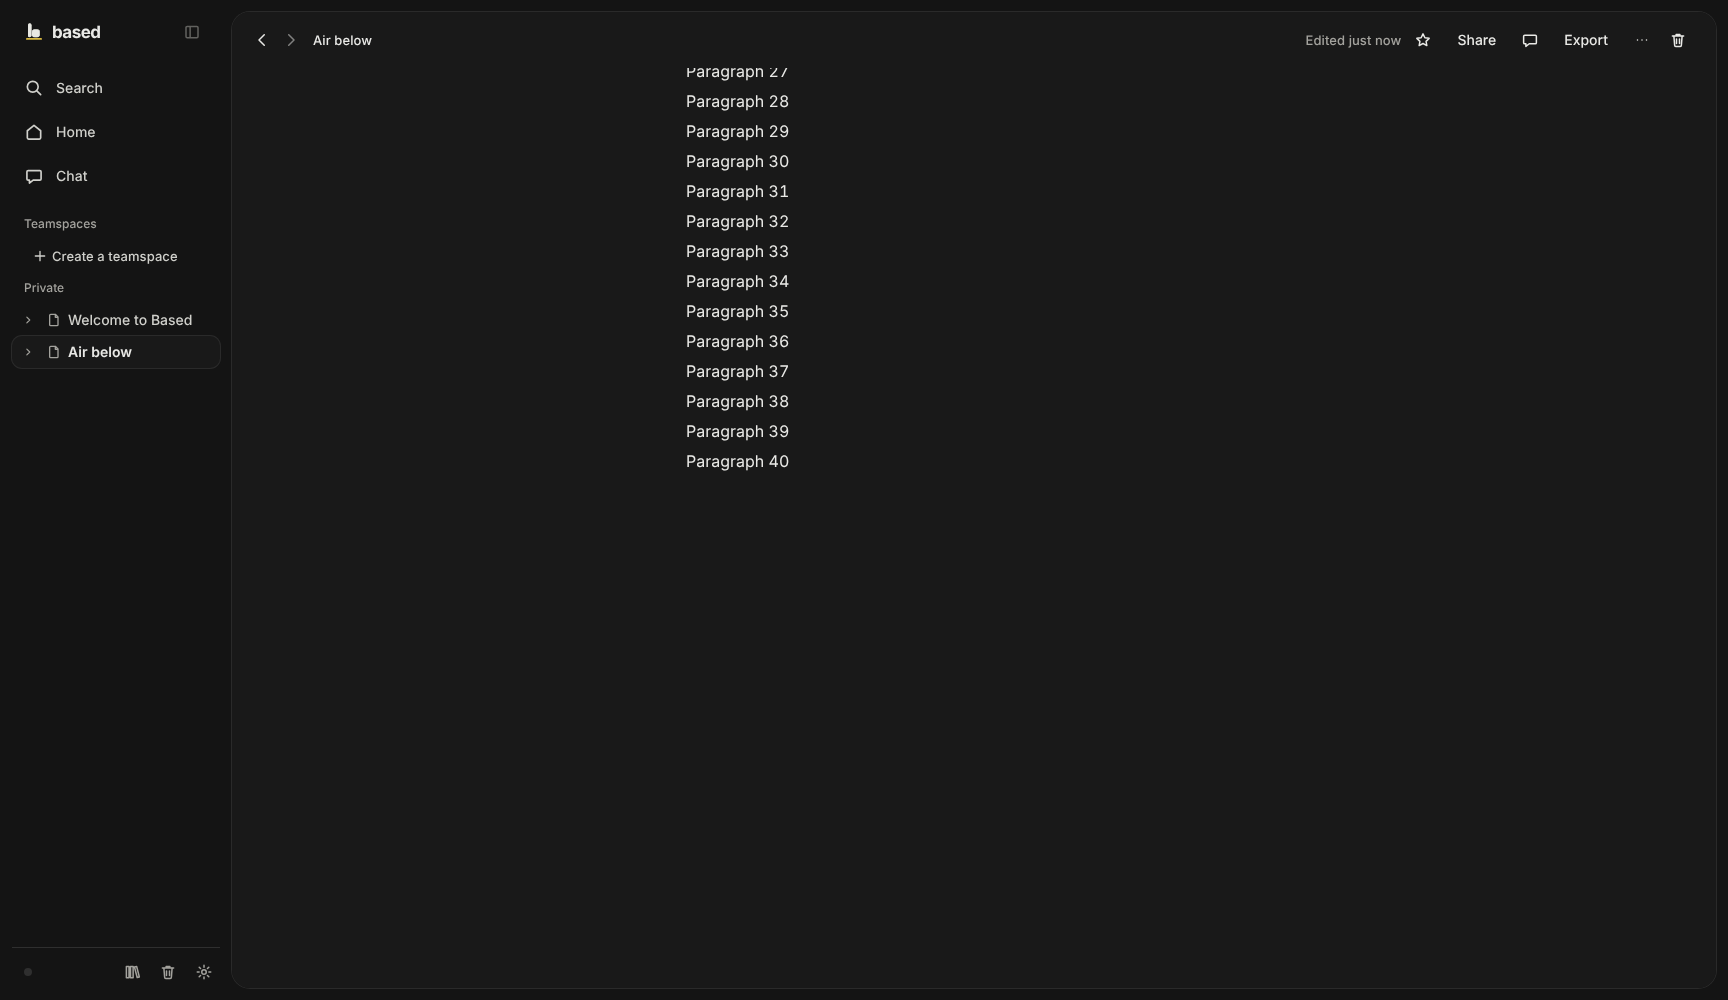 based
Search
Home
Chat
Teamspaces
Create a teamspace
Private
Welcome to Based
Air below
Air below
Edited just now
Share
Export
Paragraph 27
Paragraph 28
Paragraph 29
Paragraph 30
Paragraph 31
Paragraph 32
Paragraph 33
Paragraph 34
Paragraph 35
Paragraph 36
Paragraph 37
Paragraph 38
Paragraph 39
Paragraph 40